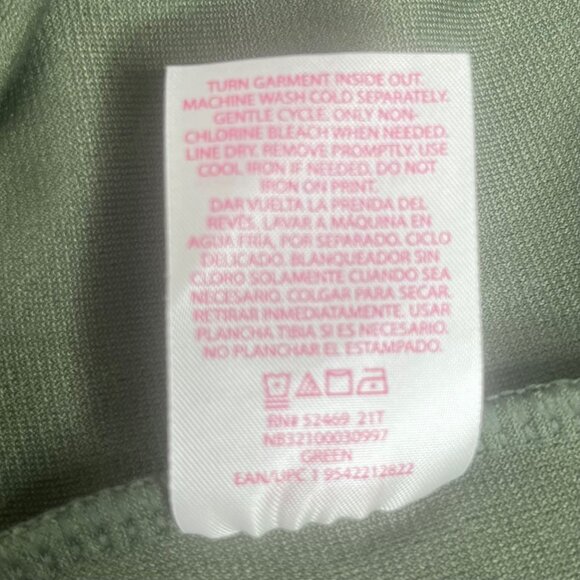 TURN GARMENT INSIDE OUT.
MACHINE WASH COLD SEPARATELY.
GENTLE CYCLE. ONLY NON-
CHLORINE BLEACH WHEN NEEDED.
LINE DRY. REMOVE PROMPTLY. USE
COOL IRON IF NEEDED. DO NOT
IRON ON PRINT.
DAR VUELTA LA PRENDA DEL
REVÉS. LAVAR A MÁQUINA EN
AGUA FRÍA, POR SEPARADO. CICLO
DELICADO. BLANQUEADOR SIN
CLORO SOLAMENTE CUANDO SEA
NECESARIO. COLGAR PARA SECAR.
RETIRAR INMEDIATAMENTE. USAR
PLANCHA TIBIA SI ES NECESARIO.
NO PLANCHAR EL ESTAMPADO.
RN# 52469 21T
NB32100030997
GREEN
EAN/UPC 1 9542212822